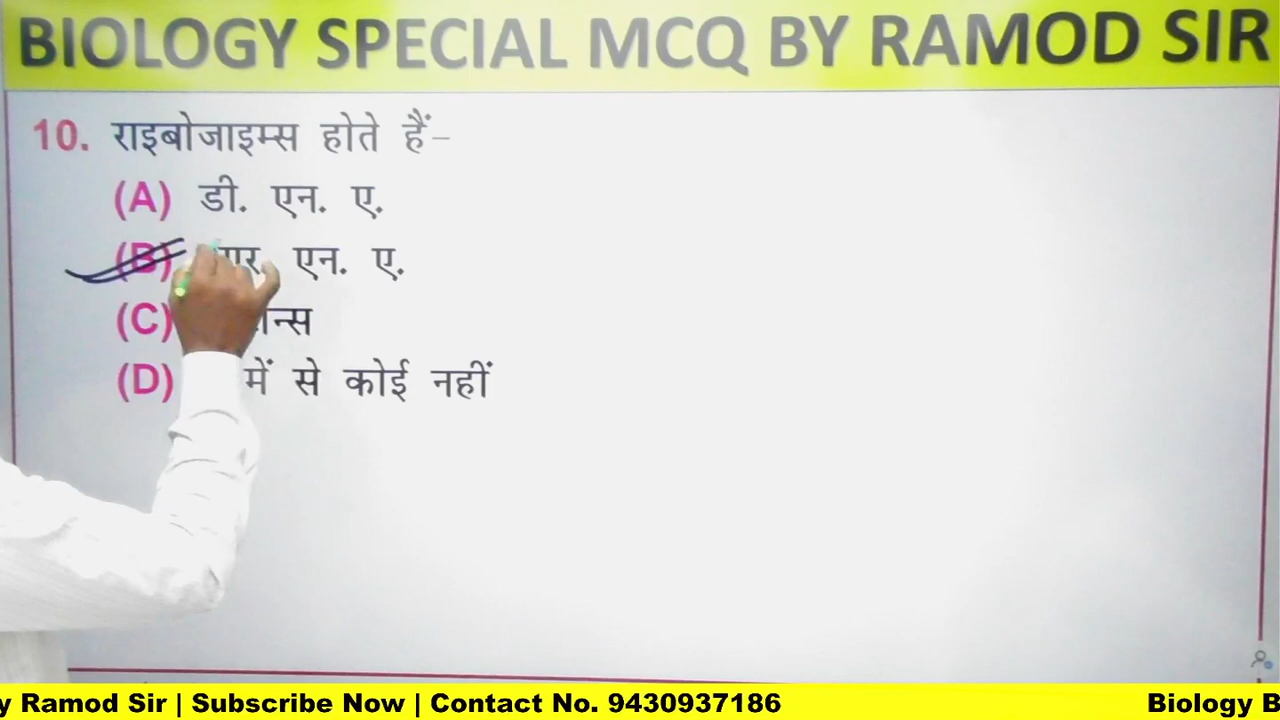 BIOLOGY SPECIAL MCQ BY RAMOD SIR
10. राइबोजाइम्स होते हैं-
(A) डी. एन. ए.
(B) एन. ए.
(C)
(D) में से कोई नहीं
y Ramod Sir | Subscribe Now | Contact No. 9430937186
Biology B